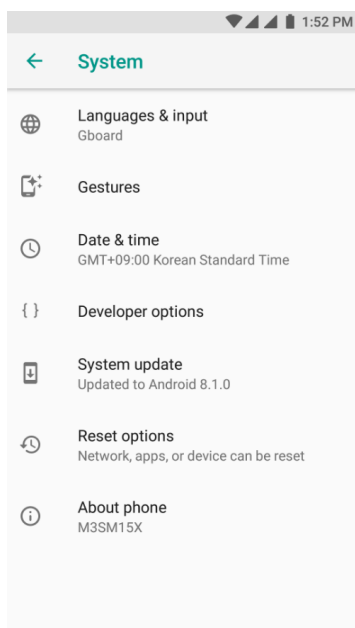 1:52 PM
System
Languages & input
Gboard
Gestures
Date & time
GMT+09:00 Korean Standard Time
{ }
Developer options
System update
Updated to Android 8.1.0
Reset options
Network, apps, or device can be reset
About phone
M3SM15X